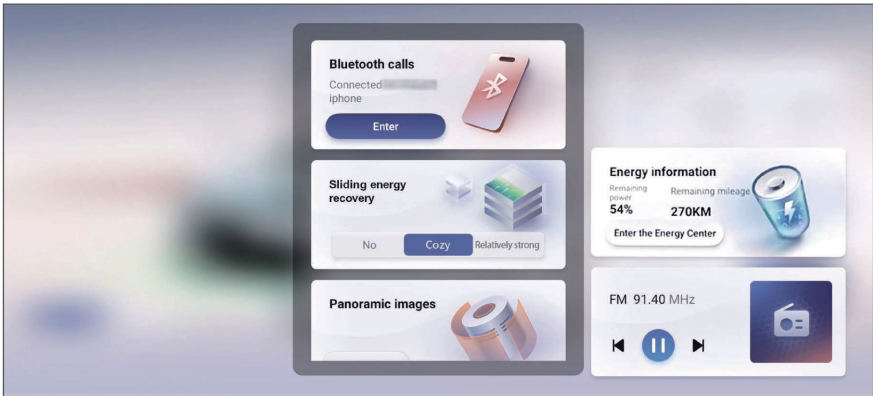 Bluetooth calls
Connected
iphone
Enter
Sliding energy
recovery
No
Cozy
Relatively strong
Panoramic images
Energy information
Remaining
power
Remaining mileage
54%
270KM
Enter the Energy Center
FM 91.40 MHz